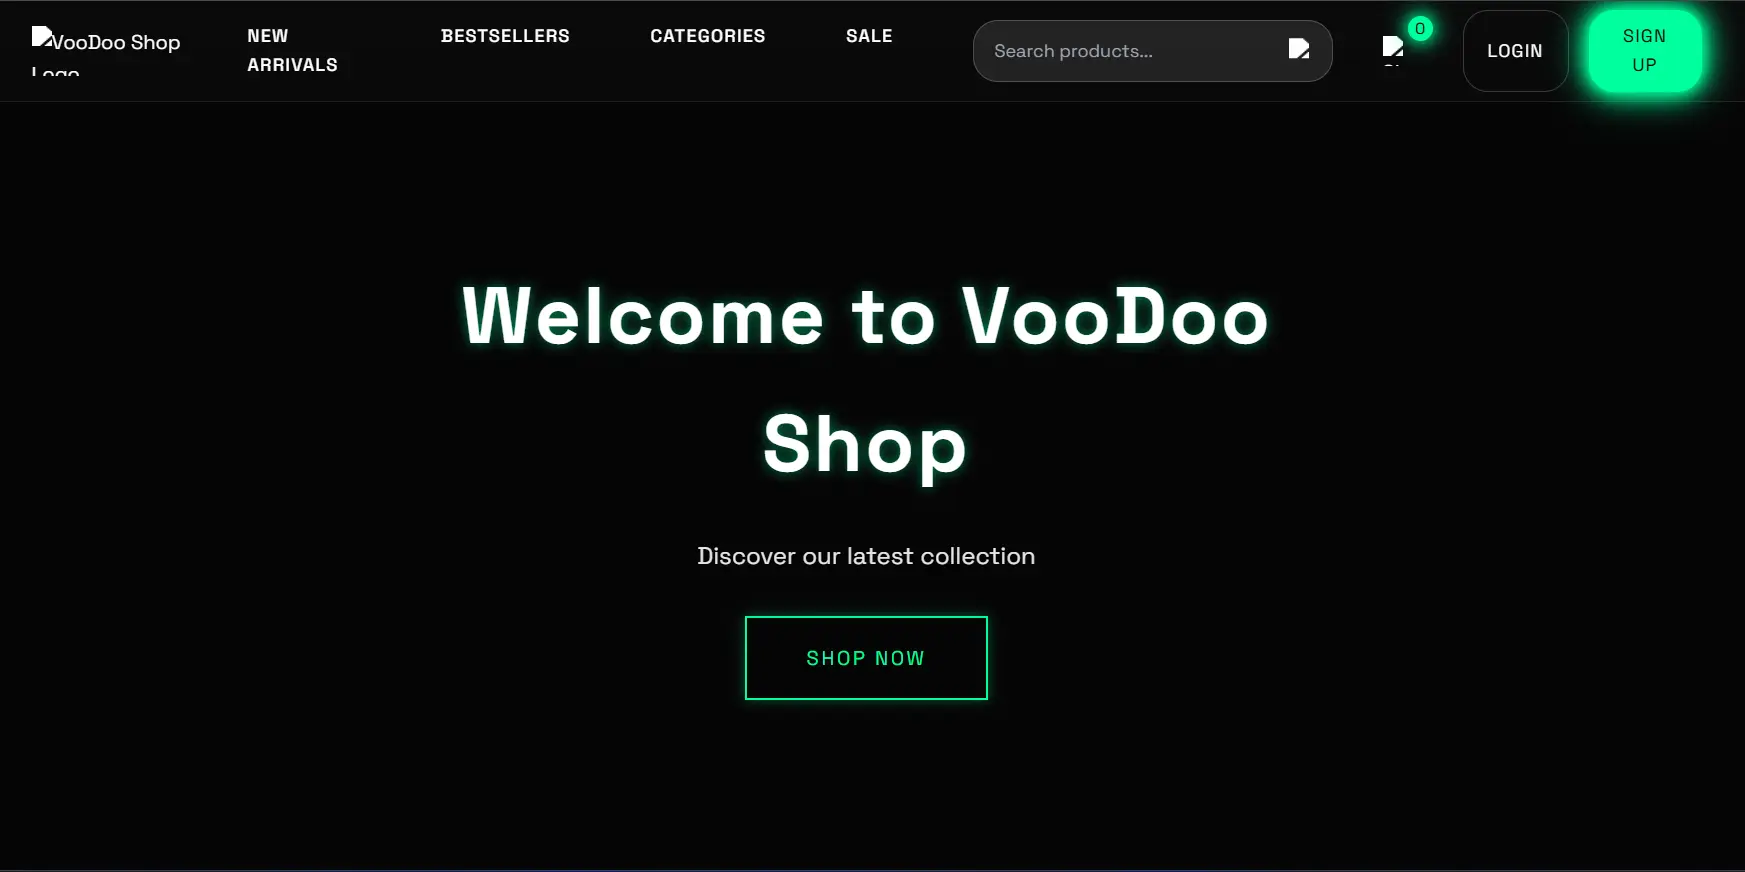 VooDoo Shop
Logo
NEW
ARRIVALS
BESTSELLERS
CATEGORIES
SALE
Search products...
0
LOGIN
SIGN
UP
Welcome to VooDoo
Shop
Discover our latest collection
SHOP NOW